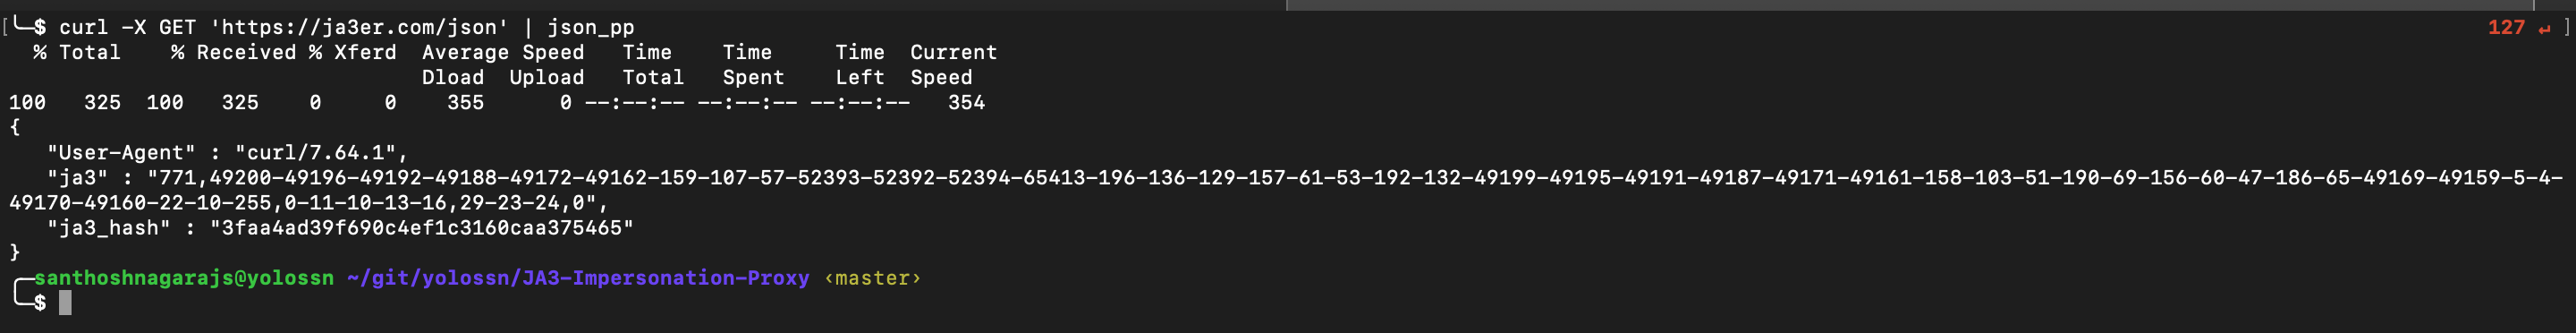 [╰─$ curl -X GET 'https://ja3er.com/json' | json_pp 127 ↵ ]
% Total % Received % Xferd Average Speed Time Time Time Current
Dload Upload Total Spent Left Speed
100 325 100 325 0 0 355 0 --:--:-- --:--:-- --:--:-- 354
{
"User-Agent" : "curl/7.64.1",
"ja3" : "771,49200-49196-49192-49188-49172-49162-159-107-57-52393-52392-52394-65413-196-136-129-157-61-53-192-132-49199-49195-49191-49187-49171-49161-158-103-51-190-69-156-60-47-186-65-49169-49159-5-4-
49170-49160-22-10-255,0-11-10-13-16,29-23-24,0",
"ja3_hash" : "3faa4ad39f690c4ef1c3160caa375465"
}
╭─santhoshnagarajs@yolossn ~/git/yolossn/JA3-Impersonation-Proxy ‹master›
╰─$